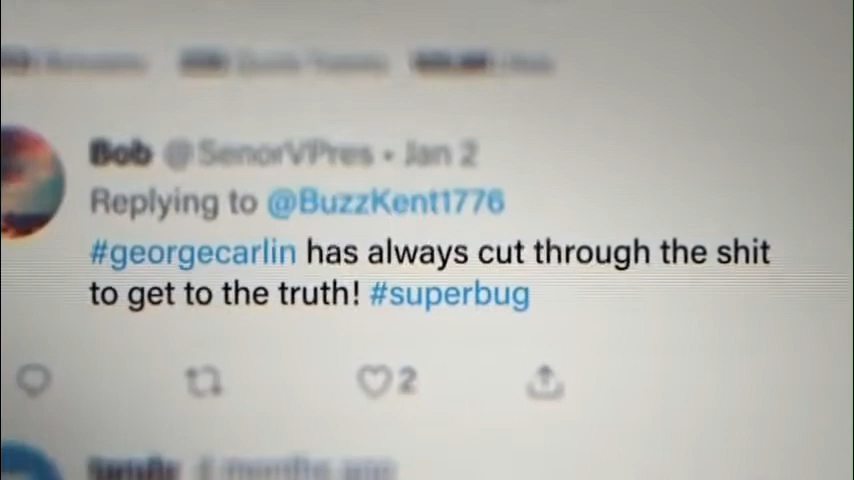 Bob @SenorVPres • Jan 2
Replying to @BuzzKent1776
#georgecarlin has always cut through the shit
to get to the truth! #superbug
2